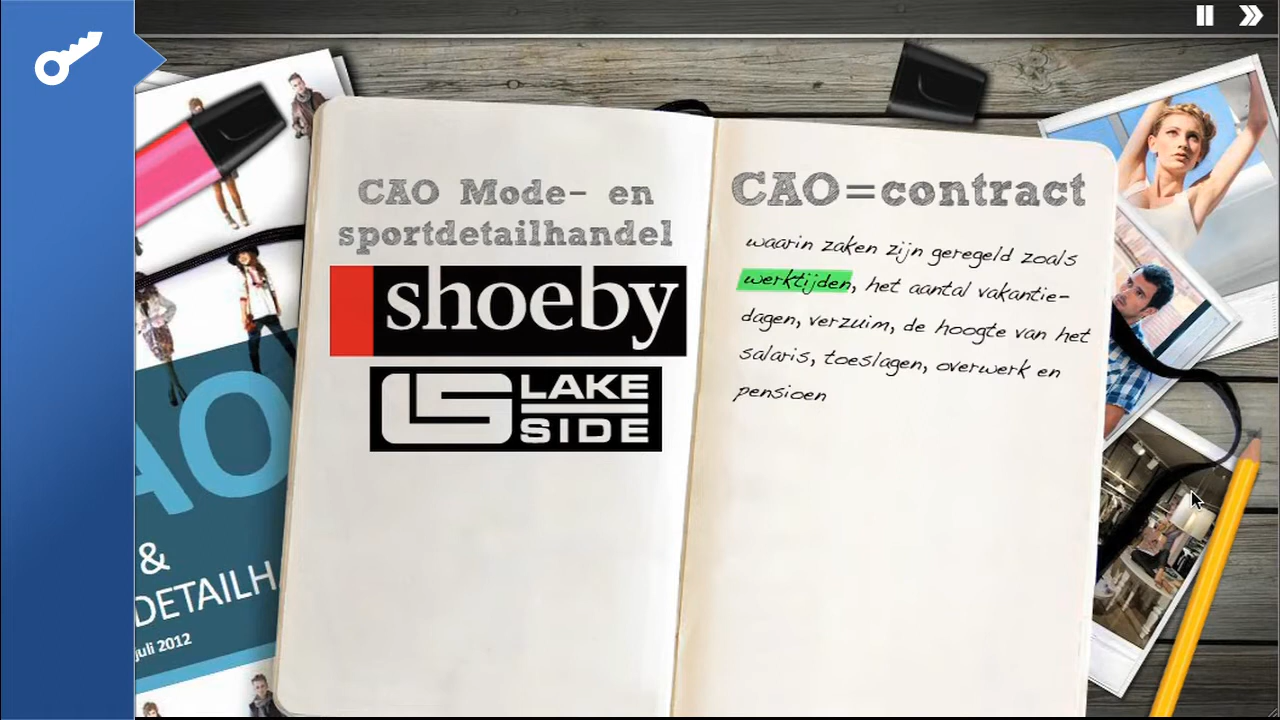 CAO Mode- en
sportdetailhandel
shoeby
LS LAKE
SIDE
CAO=contract
waarin zaken zijn geregeld zoals
werktijden, het aantal vakantie-
dagen, verzuim, de hoogte van het
salaris, toeslagen, overwerk en
pensioen
AO
&
DETAILH
juli 2012